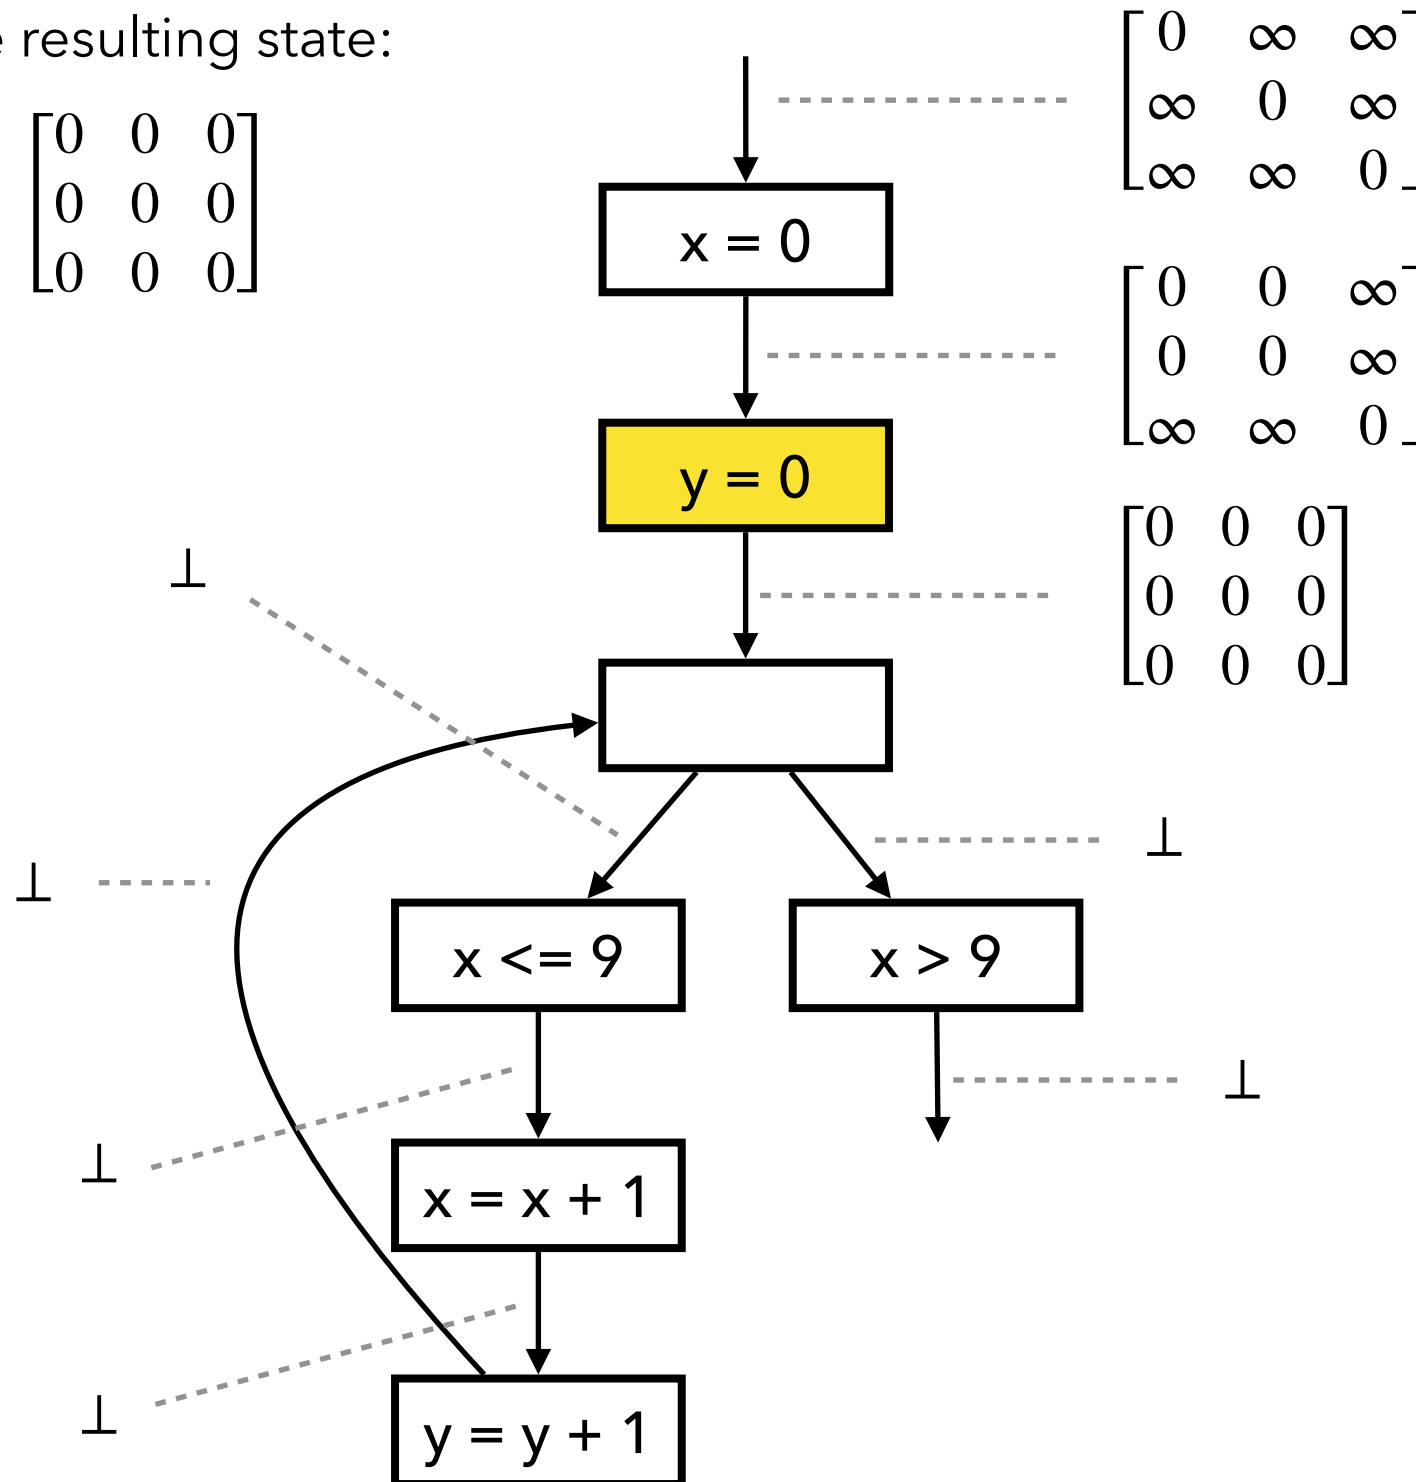 e resulting state:
0 0 0
0 0 0
0 0 0
0 ∞ ∞
∞ 0 ∞
∞ ∞ 0
x = 0
0 0 ∞
0 0 ∞
∞ ∞ 0
y = 0
0 0 0
0 0 0
0 0 0
⊥
⊥
⊥
x <= 9
x > 9
⊥
⊥
x = x + 1
⊥
y = y + 1